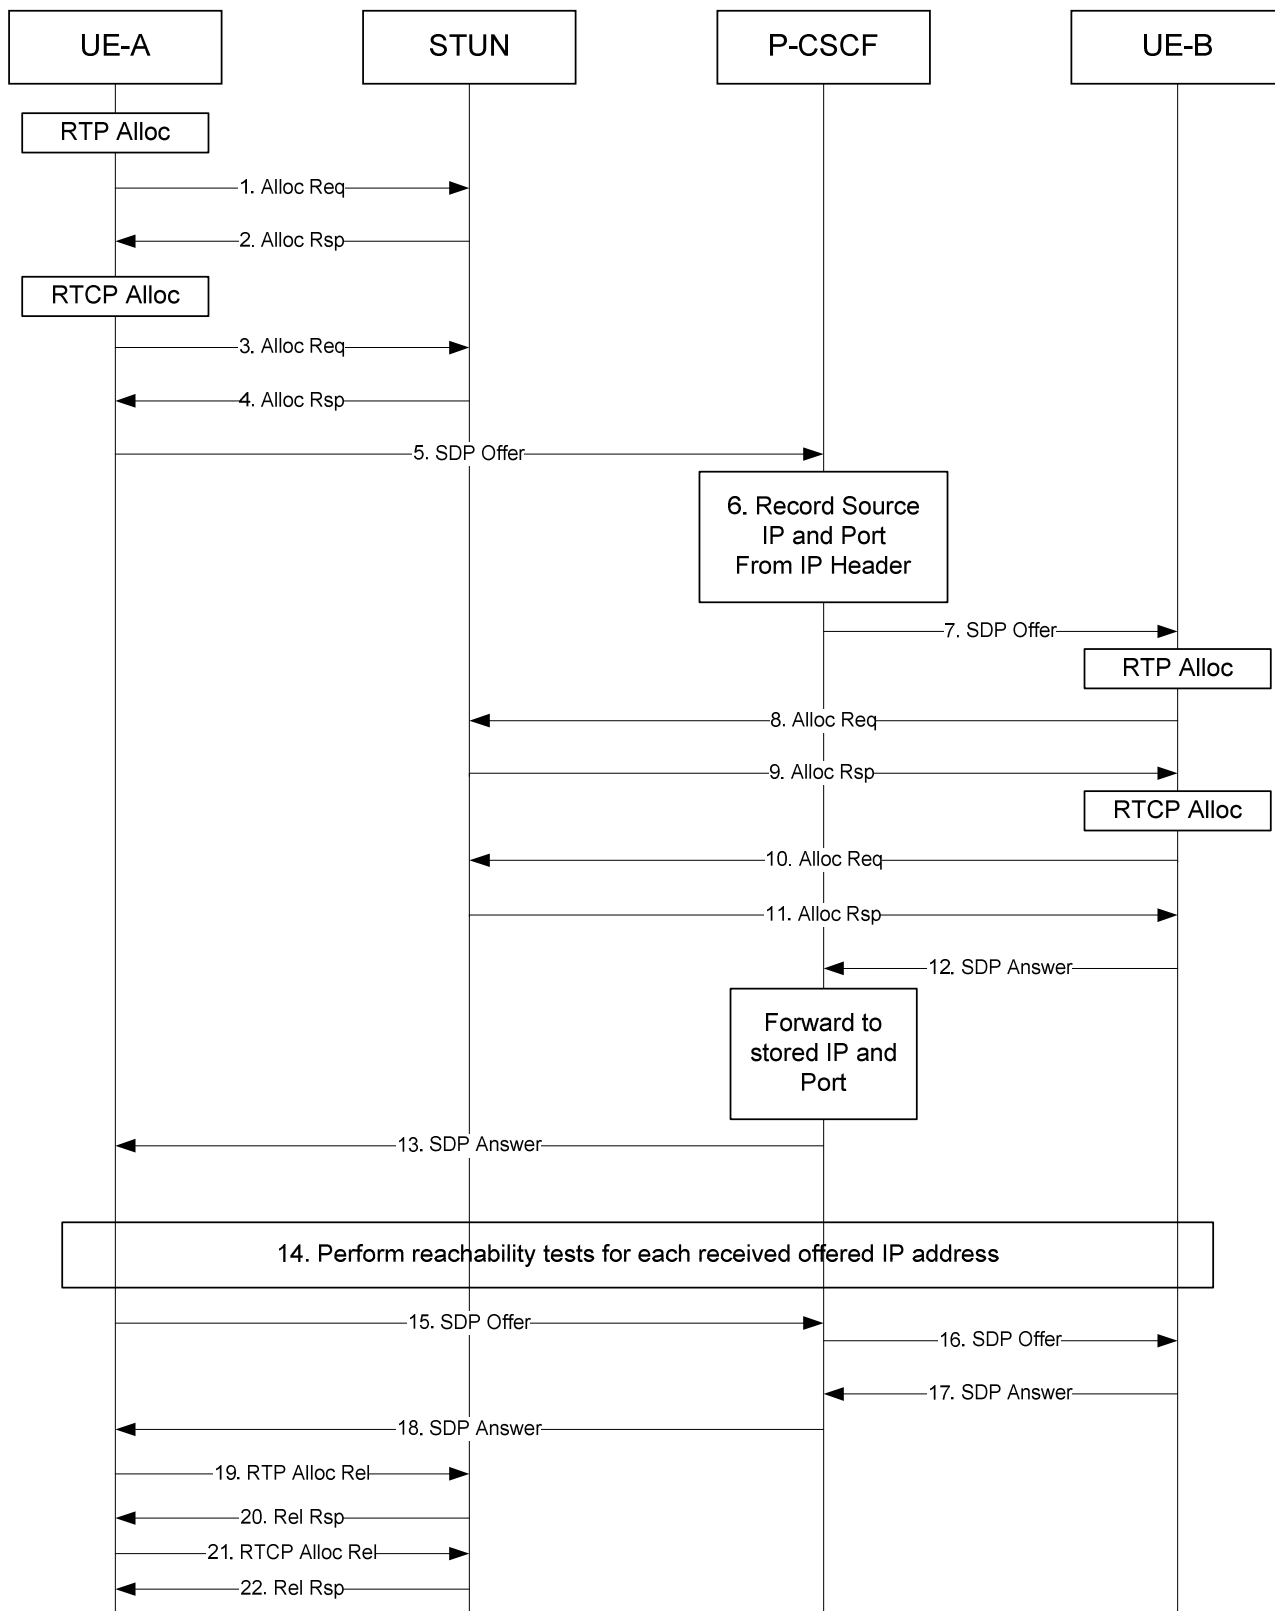 UE-A
STUN
P-CSCF
UE-B
RTP Alloc
1. Alloc Req
2. Alloc Rsp
RTCP Alloc
3. Alloc Req
4. Alloc Rsp
5. SDP Offer
6. Record Source
IP and Port
From IP Header
7. SDP Offer
RTP Alloc
8. Alloc Req
9. Alloc Rsp
RTCP Alloc
10. Alloc Req
11. Alloc Rsp
12. SDP Answer
Forward to
stored IP and
Port
13. SDP Answer
14. Perform reachability tests for each received offered IP address
15. SDP Offer
16. SDP Offer
17. SDP Answer
18. SDP Answer
19. RTP Alloc Rel
20. Rel Rsp
21. RTCP Alloc Rel
22. Rel Rsp